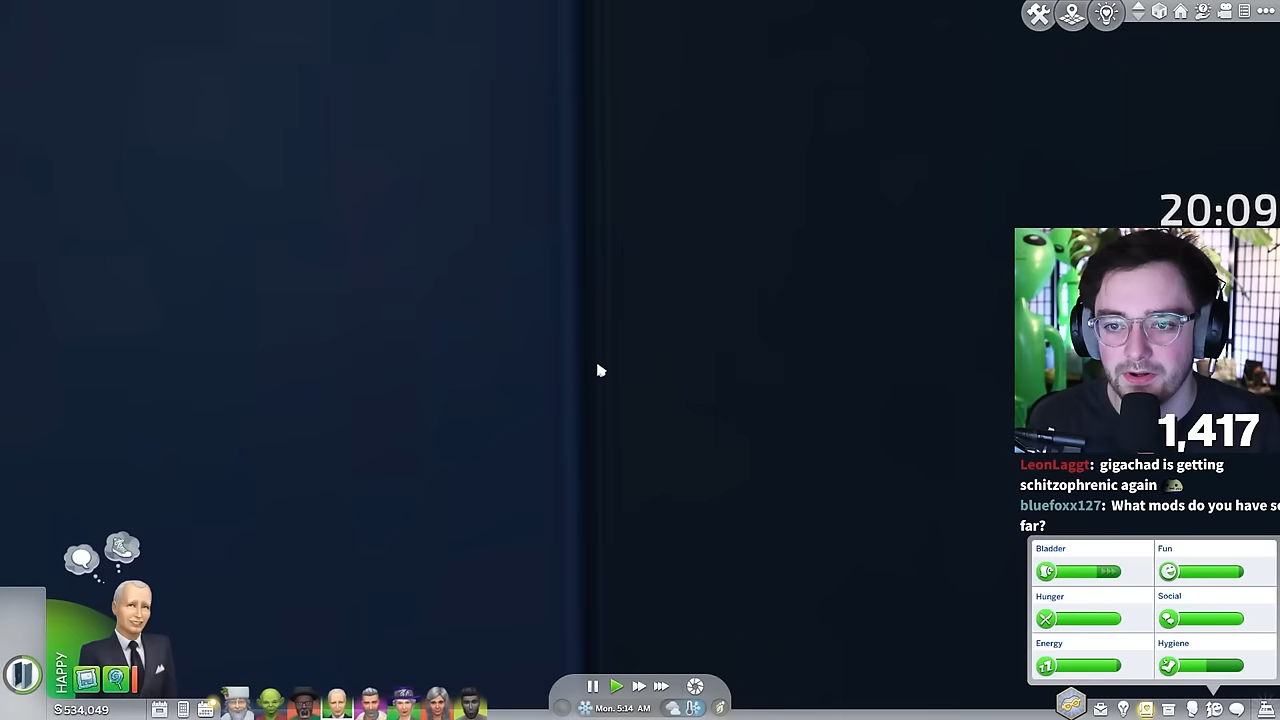 20:09
1,417
LeonLaggt: gigachad is getting
schitzophrenic again
bluefoxx127: What mods do you have so
far?
Bladder
Fun
Hunger
Social
Energy
Hygiene
HAPPY
§534,049
Mon. 5:14 AM